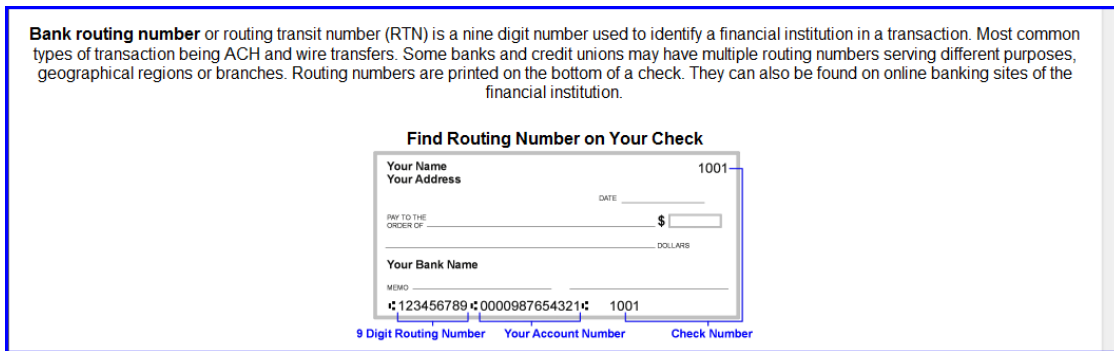 Bank routing number or routing transit number (RTN) is a nine digit number used to identify a financial institution in a transaction. Most common
types of transaction being ACH and wire transfers. Some banks and credit unions may have multiple routing numbers serving different purposes,
geographical regions or branches. Routing numbers are printed on the bottom of a check. They can also be found on online banking sites of the
financial institution.
Find Routing Number on Your Check
Your Name
1001
Your Address
DATE
PAY TO THE
ORDER OF
$
DOLLARS
Your Bank Name
MEMO
⑆123456789⑆0000987654321⑆ 1001
9 Digit Routing Number Your Account Number Check Number